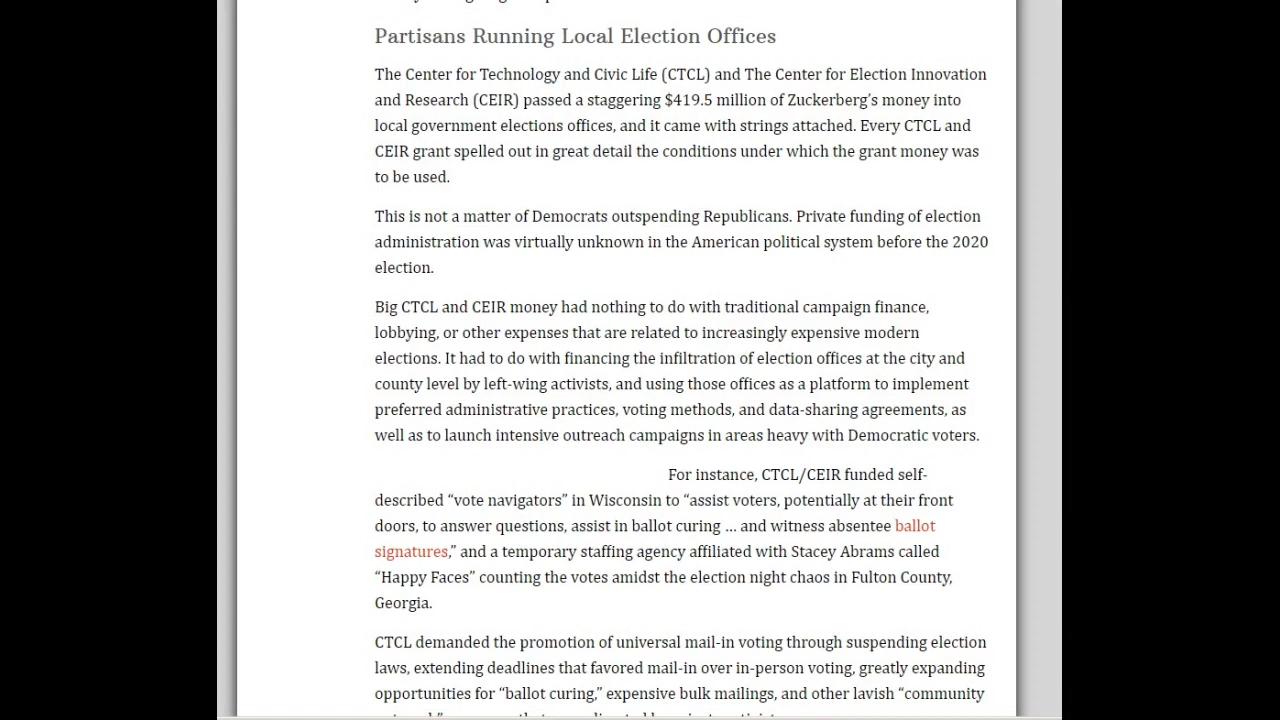 Partisans Running Local Election Offices
The Center for Technology and Civic Life (CTCL) and The Center for Election Innovation
and Research (CEIR) passed a staggering $419.5 million of Zuckerberg’s money into
local government elections offices, and it came with strings attached. Every CTCL and
CEIR grant spelled out in great detail the conditions under which the grant money was
to be used.
This is not a matter of Democrats outspending Republicans. Private funding of election
administration was virtually unknown in the American political system before the 2020
election.
Big CTCL and CEIR money had nothing to do with traditional campaign finance,
lobbying, or other expenses that are related to increasingly expensive modern
elections. It had to do with financing the infiltration of election offices at the city and
county level by left-wing activists, and using those offices as a platform to implement
preferred administrative practices, voting methods, and data-sharing agreements, as
well as to launch intensive outreach campaigns in areas heavy with Democratic voters.
For instance, CTCL/CEIR funded self-
described “vote navigators” in Wisconsin to “assist voters, potentially at their front
doors, to answer questions, assist in ballot curing … and witness absentee ballot
signatures,” and a temporary staffing agency affiliated with Stacey Abrams called
“Happy Faces” counting the votes amidst the election night chaos in Fulton County,
Georgia.
CTCL demanded the promotion of universal mail-in voting through suspending election
laws, extending deadlines that favored mail-in over in-person voting, greatly expanding
opportunities for “ballot curing,” expensive bulk mailings, and other lavish “community